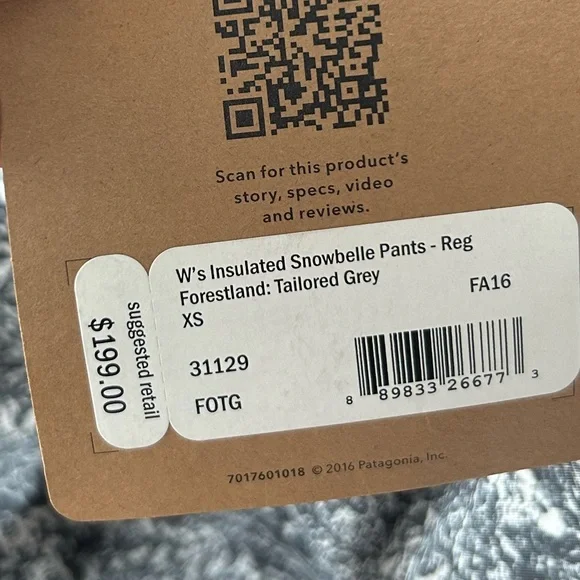 Scan for this product's
story, specs, video
and reviews.
W's Insulated Snowbelle Pants - Reg
Forestland: Tailored Grey
XS
FA16
31129
FOTG
8 89833 26677 3
suggested retail
$199.00
7017601018 © 2016 Patagonia, Inc.